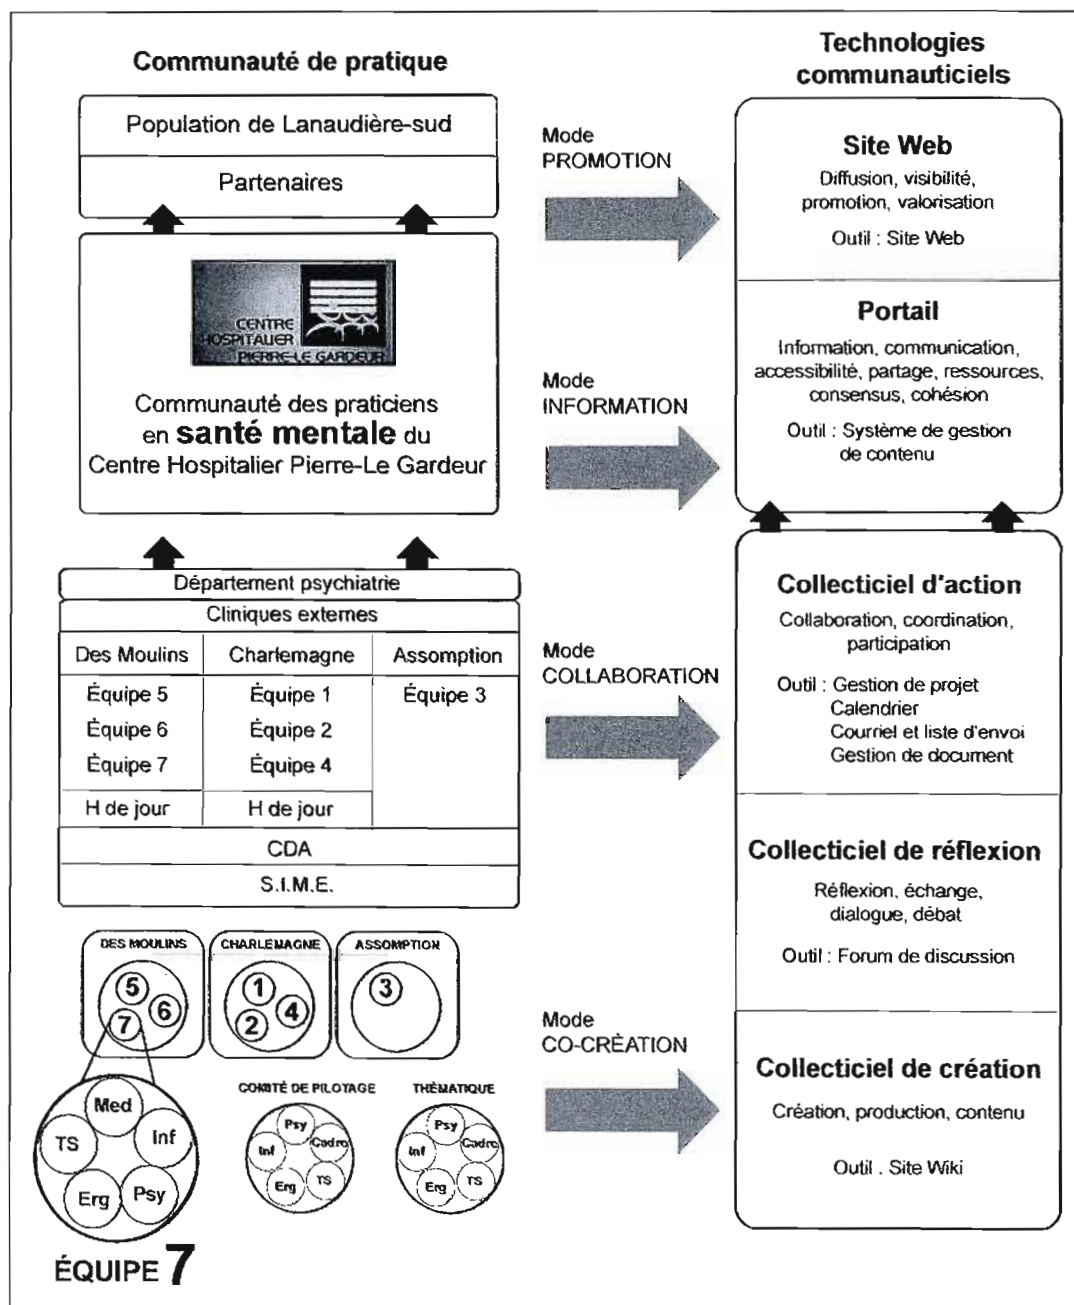 Communauté de pratique
Population de Lanaudière-sud
Partenaires
CENTRE
HOSPITALIER
PIERRE-LE GARDEUR
Communauté des praticiens
en santé mentale du
Centre Hospitalier Pierre-Le Gardeur
Département psychiatrie
Cliniques externes
Des Moulins Charlemagne Assomption
Équipe 5 Équipe 1 Équipe 3
Équipe 6 Équipe 2
Équipe 7 Équipe 4
H de jour H de jour
CDA
S.I.M.E.
DES MOULINS CHARLEMAGNE ASSOMPTION
5 6 7
1 2 4
3
Med
TS Inf
Erg Psy
ÉQUIPE 7
COMITÉ DE PILOTAGE
Psy
Inf Cadre
Erg TS
THÉMATIQUE
Psy
Inf Cadre
Erg TS
Mode
PROMOTION
Mode
INFORMATION
Mode
COLLABORATION
Mode
CO-CRÉATION
Technologies
communauticiels
Site Web
Diffusion, visibilité,
promotion, valorisation
Outil : Site Web
Portail
Information, communication,
accessibilité, partage, ressources,
consensus, cohésion
Outil : Système de gestion
de contenu
Collecticiel d'action
Collaboration, coordination,
participation
Outil : Gestion de projet
Calendrier
Courriel et liste d'envoi
Gestion de document
Collecticiel de réflexion
Réflexion, échange,
dialogue, débat
Outil : Forum de discussion
Collecticiel de création
Création, production, contenu
Outil . Site Wiki